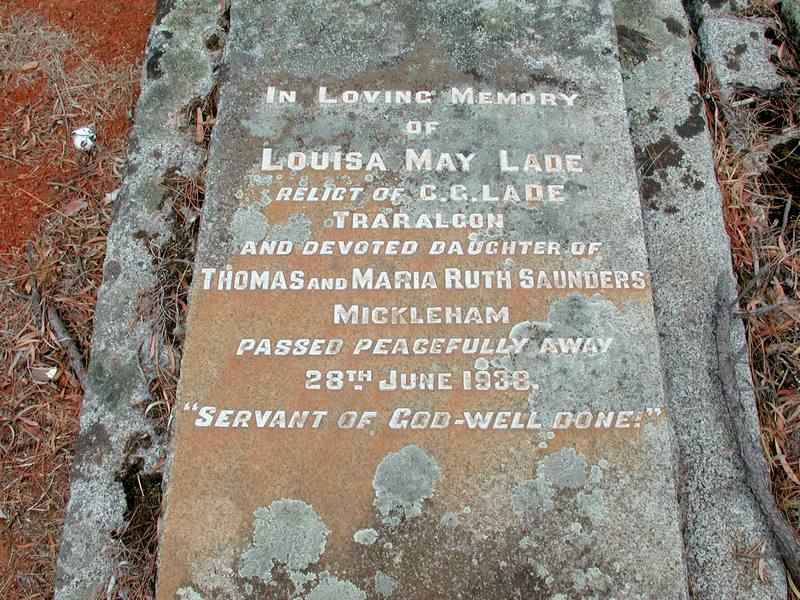 In Loving Memory
OF
Louisa May Lade
RELICT OF C.G. LADE
TRARALGON
AND DEVOTED DAUGHTER OF
Thomas and Maria Ruth Saunders
Mickleham
PASSED PEACEFULLY AWAY
28TH June 1938.
"Servant of God-well done!"